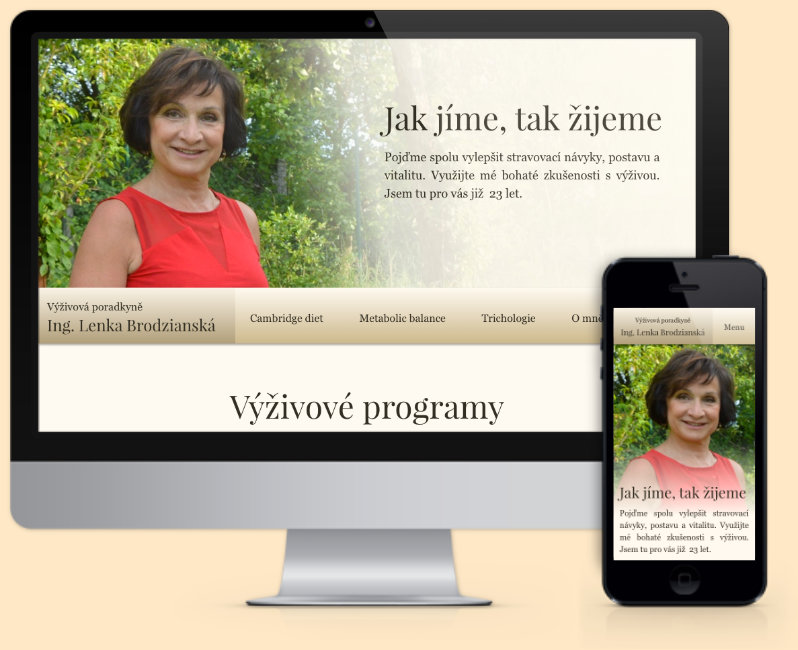 Jak jíme, tak žijeme
Pojďme spolu vylepšit stravovací návyky, postavu a
vitalitu. Využijte mé bohaté zkušenosti s výživou.
Jsem tu pro vás již 23 let.
Výživová poradkyně
Ing. Lenka Brodzianská
Cambridge diet
Metabolic balance
Trichologie
O mně
Výživové programy
Výživová poradkyně
Ing. Lenka Brodzianská
Menu
Jak jíme, tak žijeme
Pojďme spolu vylepšit stravovací
návyky, postavu a vitalitu. Využijte
mé bohaté zkušenosti s výživou.
Jsem tu pro vás již 23 let.